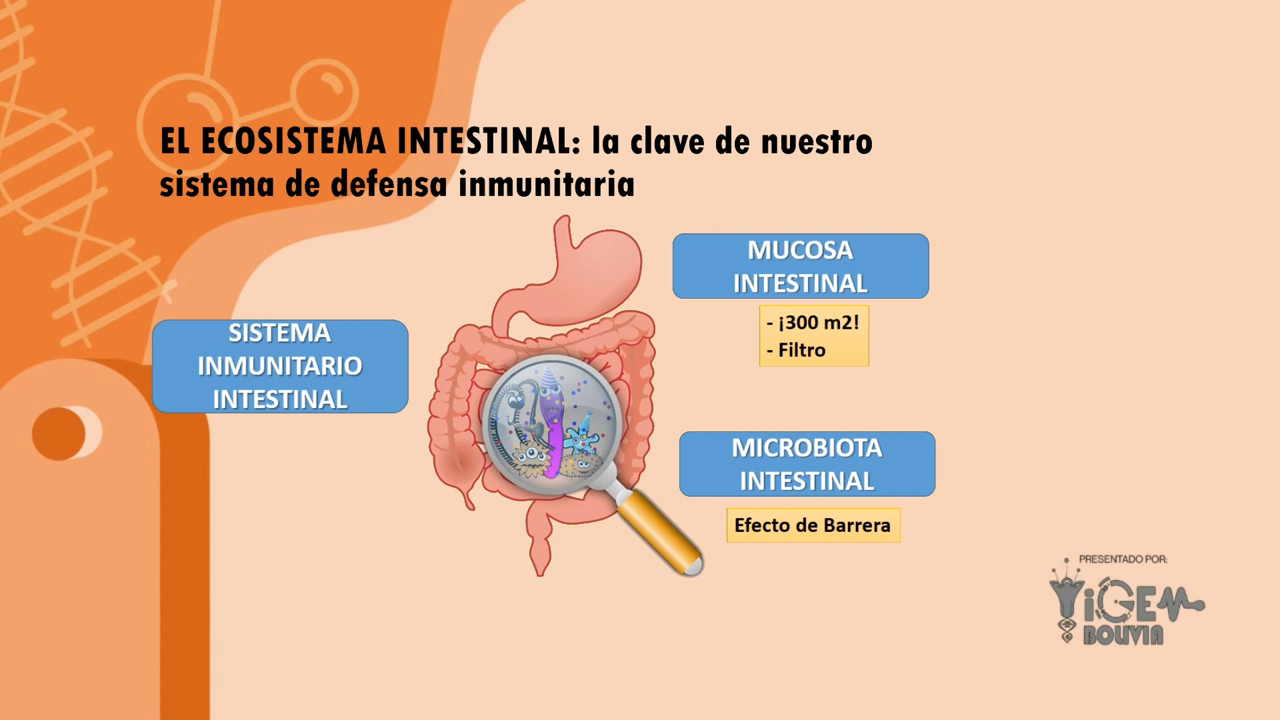 EL ECOSISTEMA INTESTINAL: la clave de nuestro
sistema de defensa inmunitaria
SISTEMA
INMUNITARIO
INTESTINAL
MUCOSA
INTESTINAL
- ¡300 m2!
- Filtro
MICROBIOTA
INTESTINAL
Efecto de Barrera
PRESENTADO POR:
iGEM
BOLIVIA